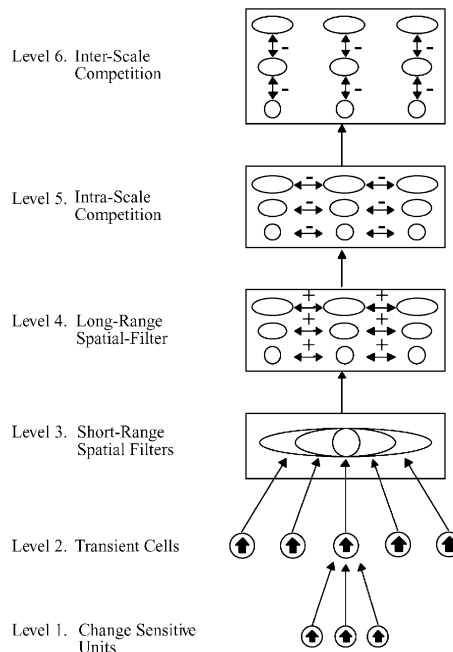 Level 6. Inter-Scale
Competition
-
-
-
-
-
-
Level 5. Intra-Scale
Competition
-
-
-
-
-
-
Level 4. Long-Range
Spatial-Filter
+
+
+
+
+
+
Level 3. Short-Range
Spatial Filters
Level 2. Transient Cells
Level 1. Change Sensitive
Units